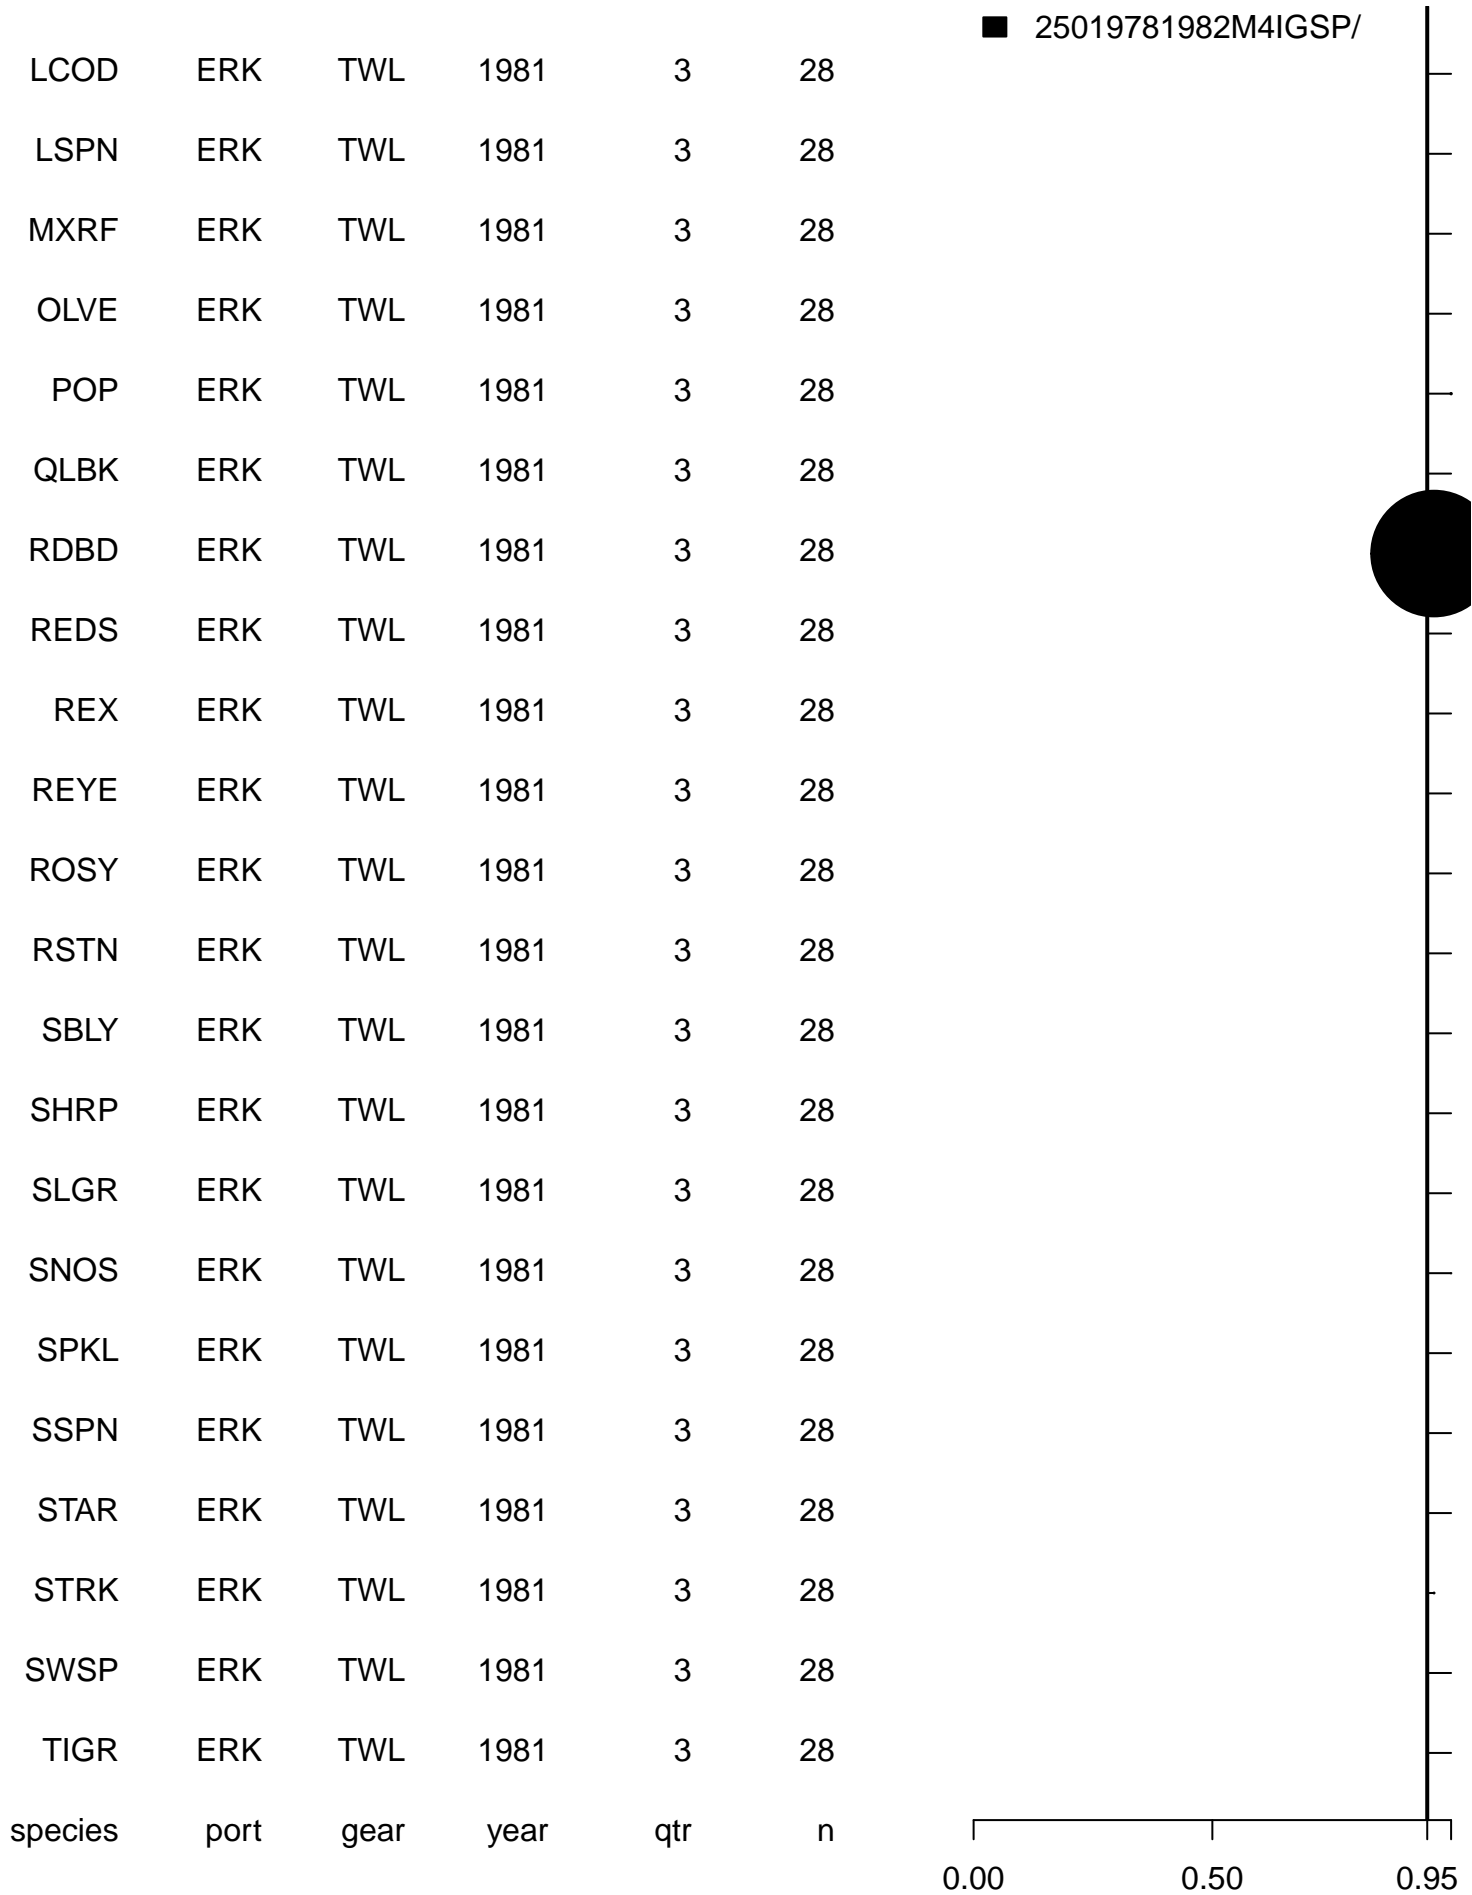 25019781982M4IGSP/
LCOD ERK TWL 1981 3 28
LSPN ERK TWL 1981 3 28
MXRF ERK TWL 1981 3 28
OLVE ERK TWL 1981 3 28
POP ERK TWL 1981 3 28
QLBK ERK TWL 1981 3 28
RDBD ERK TWL 1981 3 28
REDS ERK TWL 1981 3 28
REX ERK TWL 1981 3 28
REYE ERK TWL 1981 3 28
ROSY ERK TWL 1981 3 28
RSTN ERK TWL 1981 3 28
SBLY ERK TWL 1981 3 28
SHRP ERK TWL 1981 3 28
SLGR ERK TWL 1981 3 28
SNOS ERK TWL 1981 3 28
SPKL ERK TWL 1981 3 28
SSPN ERK TWL 1981 3 28
STAR ERK TWL 1981 3 28
STRK ERK TWL 1981 3 28
SWSP ERK TWL 1981 3 28
TIGR ERK TWL 1981 3 28
species port gear year qtr n
0.00 0.50 0.95